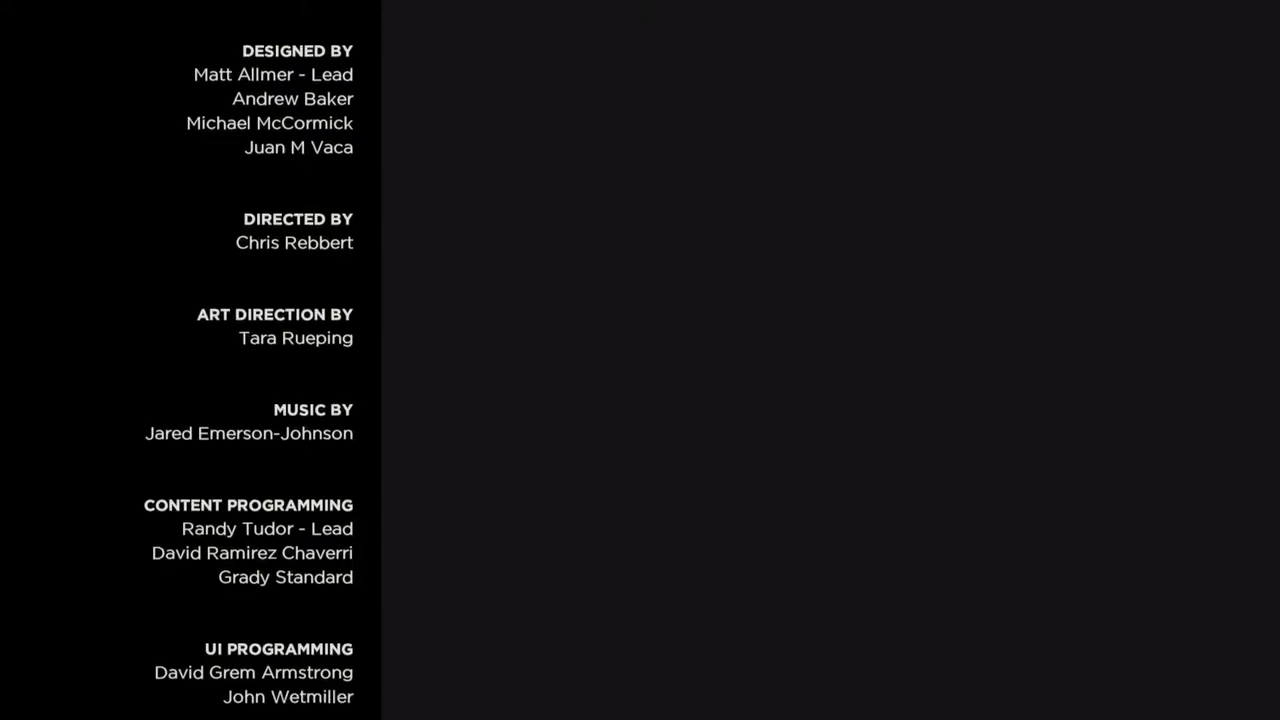 DESIGNED BY
Matt Allmer - Lead
Andrew Baker
Michael McCormick
Juan M Vaca
DIRECTED BY
Chris Rebbert
ART DIRECTION BY
Tara Rueping
MUSIC BY
Jared Emerson-Johnson
CONTENT PROGRAMMING
Randy Tudor - Lead
David Ramirez Chaverri
Grady Standard
UI PROGRAMMING
David Grem Armstrong
John Wetmiller